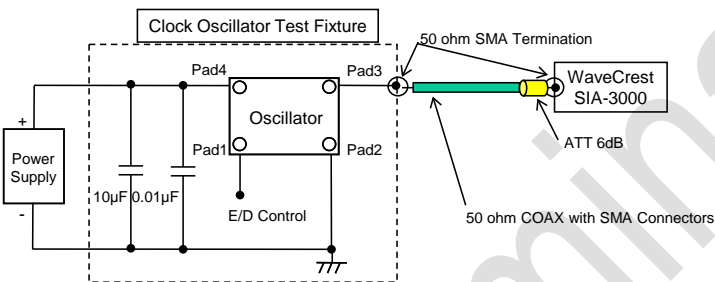 Clock Oscillator Test Fixture
50 ohm SMA Termination
Pad4
Pad3
WaveCrest
SIA-3000
Oscillator
+
Power
Supply
-
ATT 6dB
Pad1
Pad2
10µF
0.01µF
E/D Control
50 ohm COAX with SMA Connectors